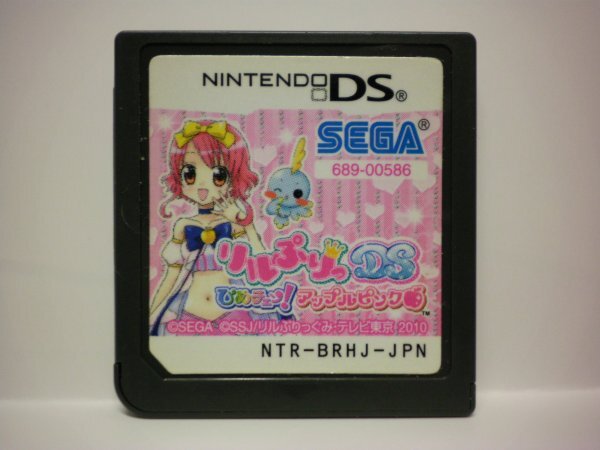 NINTENDO DS®
SEGA®
689-00586
リルぷりっ DS
ひめチェン!アップルピンク
™
©SEGA ©SSJ/リルぷりっぐみ・テレビ東京 2010
NTR-BRHJ-JPN